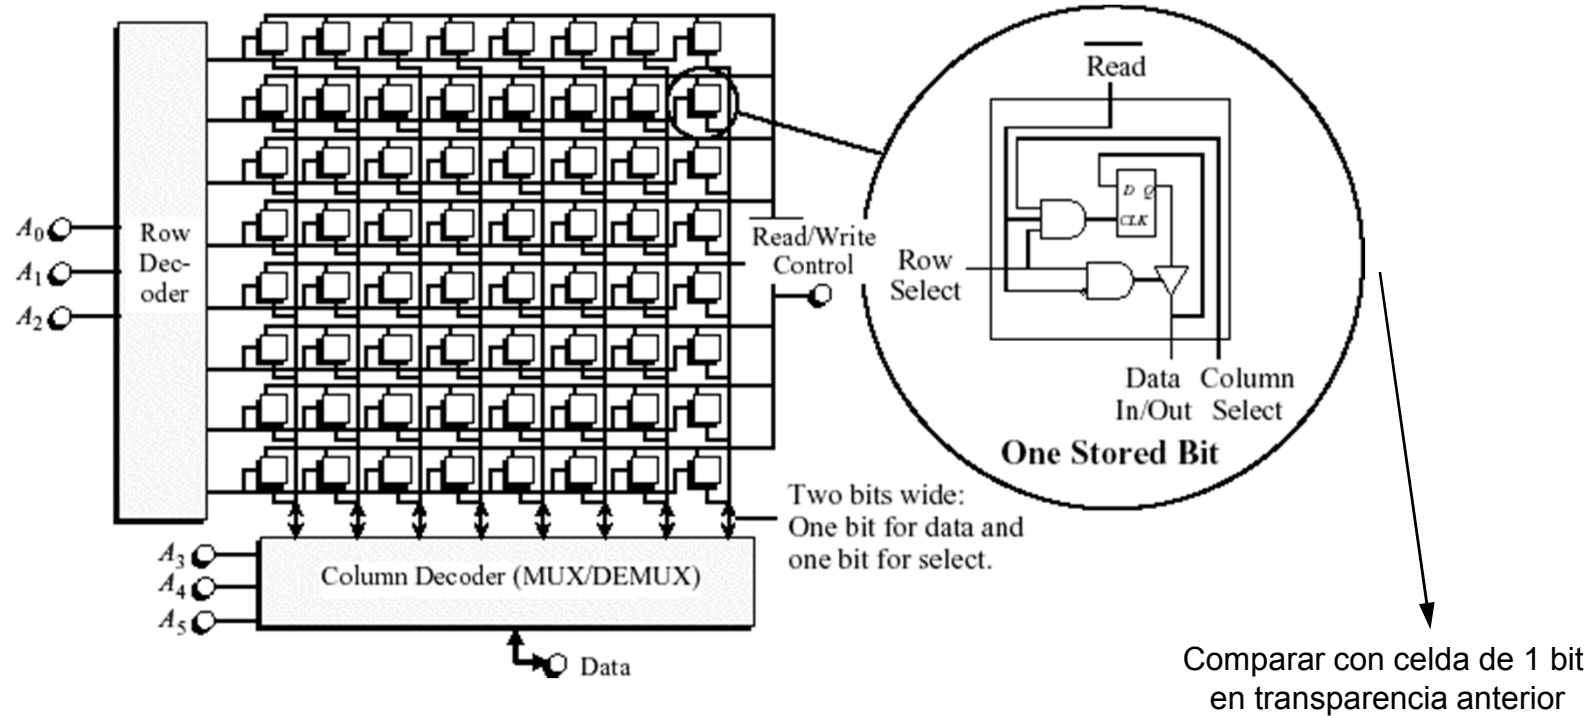 A0
A1
A2
Row
Dec-
oder
Read/Write
Control
Read
D Q
CLK
Row
Select
Data
In/Out
Column
Select
One Stored Bit
Two bits wide:
One bit for data and
one bit for select.
A3
A4
A5
Column Decoder (MUX/DEMUX)
Data
Comparar con celda de 1 bit
en transparencia anterior